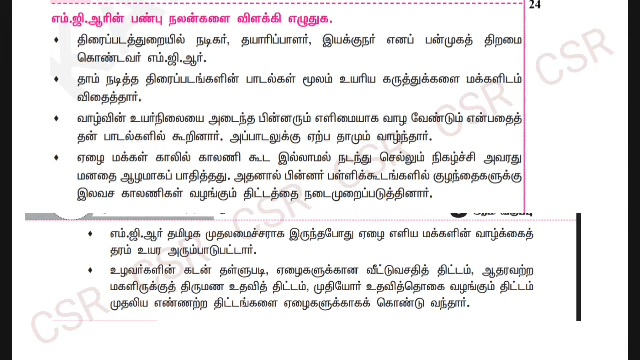 24
எம்.ஜி.ஆரின் பண்பு நலன்களை விளக்கி எழுதுக.
♦ திரைப்படத்துறையில் நடிகர், தயாரிப்பாளர், இயக்குநர் எனப் பன்முகத் திறமை
கொண்டவர் எம்.ஜி.ஆர்.
♦ தாம் நடித்த திரைப்படங்களின் பாடல்கள் மூலம் உயரிய கருத்துக்களை மக்களிடம்
விதைத்தார்.
♦ வாழ்வின் உயர்நிலையை அடைந்த பின்னரும் எளிமையாக வாழ வேண்டும் என்பதைத்
தன் பாடல்களில் கூறினார். அப்பாடலுக்கு ஏற்ப தாமும் வாழ்ந்தார்.
♦ ஏழை மக்கள் காலில் காலணி கூட இல்லாமல் நடந்து செல்லும் நிகழ்ச்சி அவரது
மனதை ஆழமாகப் பாதித்தது. அதனால் பின்னர் பள்ளிக்கூடங்களில் குழந்தைகளுக்கு
இலவச காலணிகள் வழங்கும் திட்டத்தை நடைமுறைப்படுத்தினார்.
♦ எம்.ஜி.ஆர் தமிழக முதலமைச்சராக இருந்தபோது ஏழை எளிய மக்களின் வாழ்க்கைத்
தரம் உயர அரும்பாடுபட்டார்.
♦ உழவர்களின் கடன் தள்ளுபடி, ஏழைகளுக்கான வீட்டுவசதித் திட்டம், ஆதரவற்ற
மகளிருக்குத் திருமண உதவித் திட்டம், முதியோர் உதவித்தொகை வழங்கும் திட்டம்
முதலிய எண்ணற்ற திட்டங்களை ஏழைகளுக்காகக் கொண்டு வந்தார்.
CSR CSR CSR CSR CSR CSR